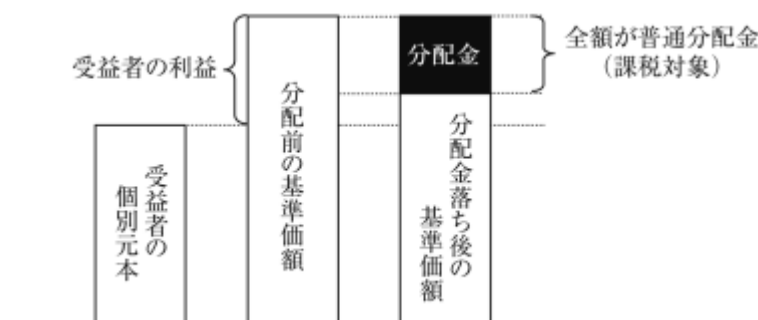 受益者の利益
分配金
全額が普通分配金
（課税対象）
受益者の
個別元本
分配前の基準価額
分配金落ち後の
基準価額